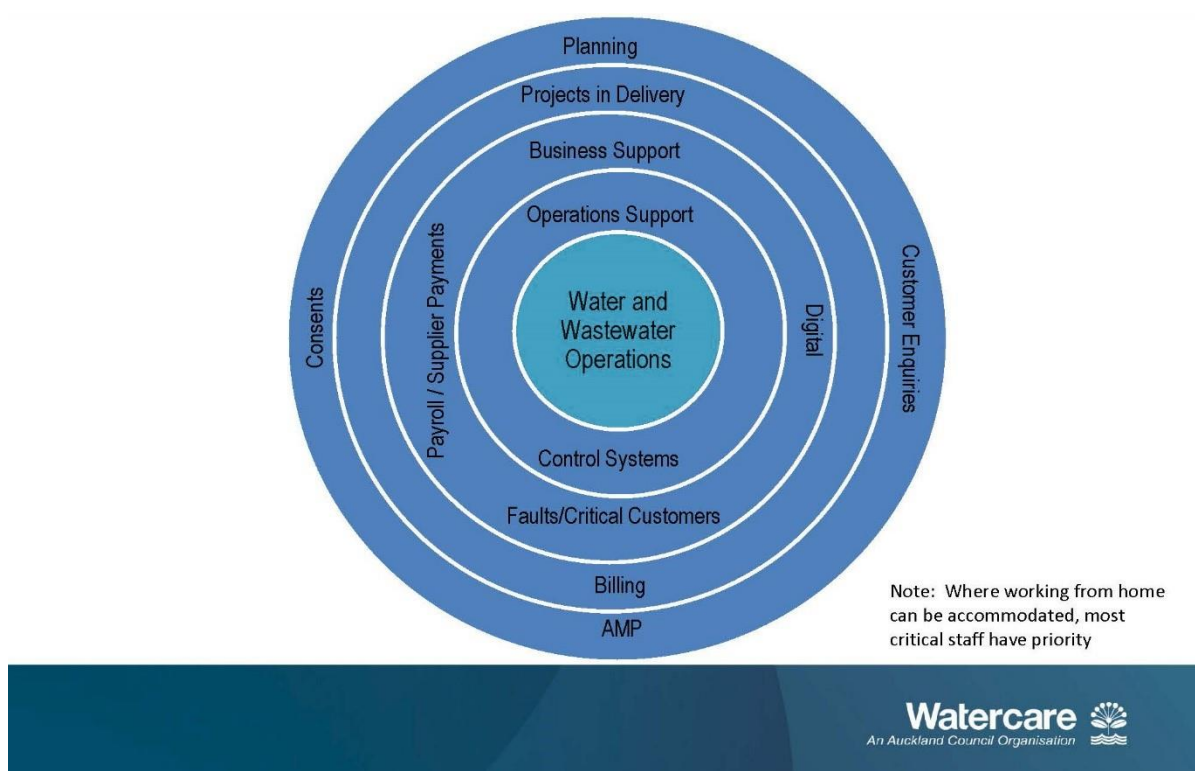 Planning
Projects in Delivery
Business Support
Operations Support
Consents
Payroll / Supplier Payments
Water and
Wastewater
Operations
Digital
Customer Enquiries
Control Systems
Faults/Critical Customers
Billing
AMP
Note: Where working from home
can be accommodated, most
critical staff have priority
Watercare
An Auckland Council Organisation